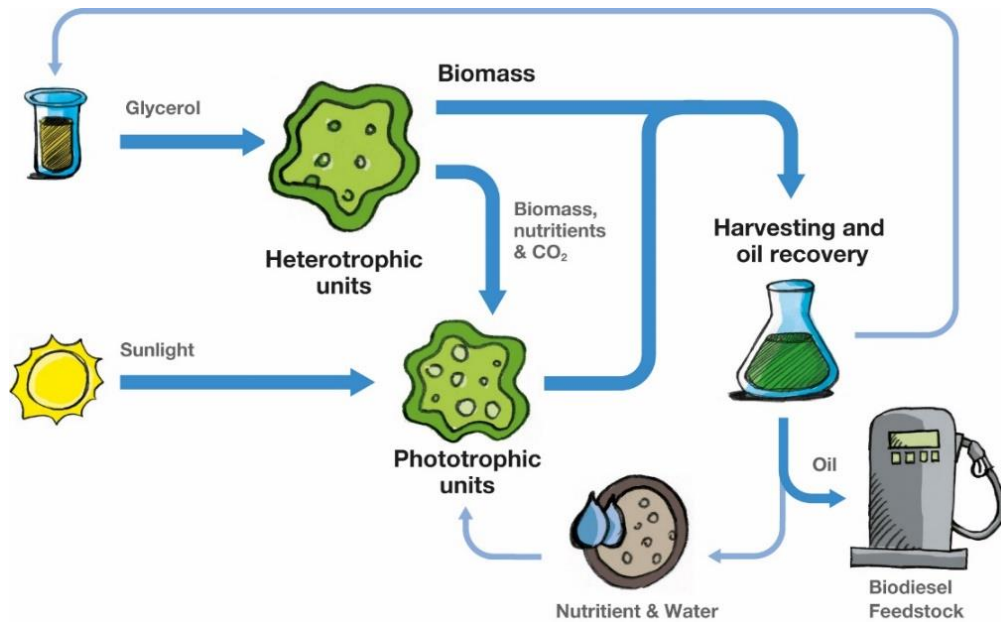 Biomass
Glycerol
Biomass,
nutritients
& CO₂
Harvesting and
oil recovery
Heterotrophic
units
Sunlight
Phototrophic
units
Oil
Nutritient & Water
Biodiesel
Feedstock